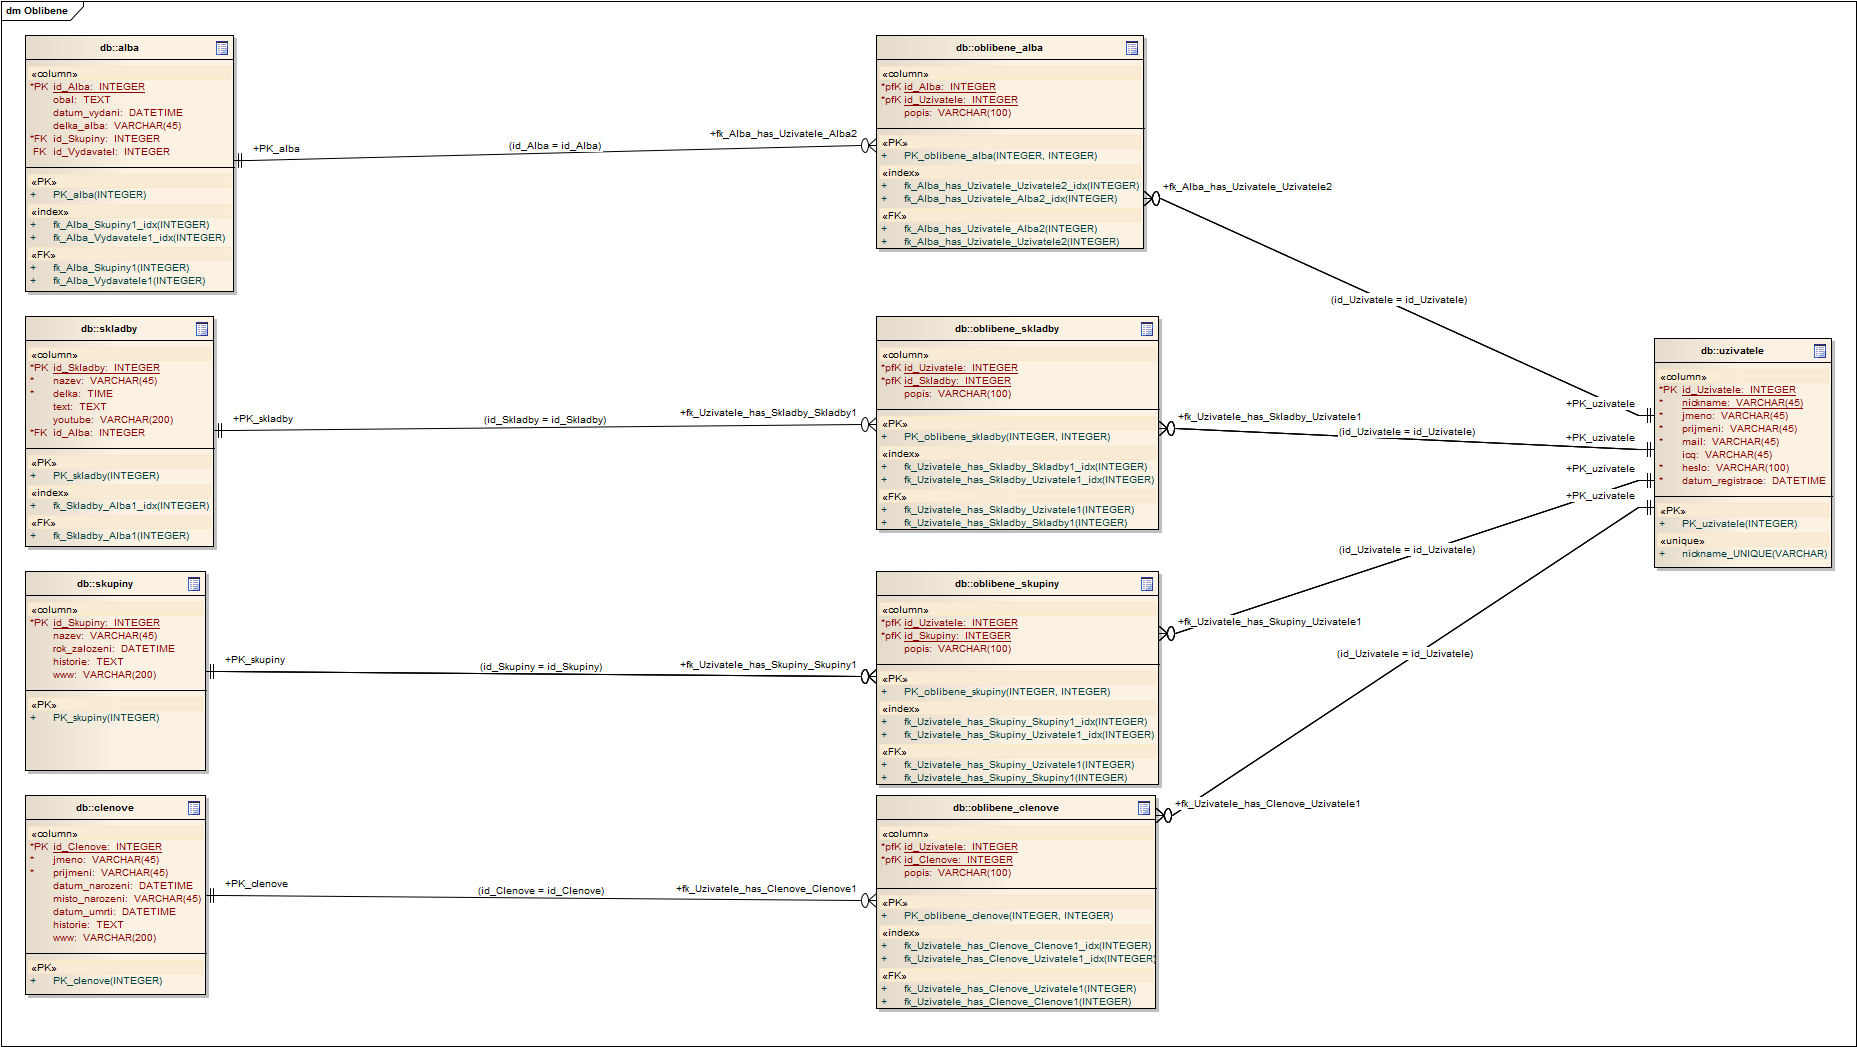 dm Oblibene
db::alba
«column»
*PK id_Alba: INTEGER
obal: TEXT
datum_vydani: DATETIME
delka_alba: VARCHAR(45)
*FK id_Skupiny: INTEGER
FK id_Vydavatel: INTEGER
«PK»
+ PK_alba(INTEGER)
«index»
+ fk_Alba_Skupiny1_idx(INTEGER)
+ fk_Alba_Vydavatele1_idx(INTEGER)
«FK»
+ fk_Alba_Skupiny1(INTEGER)
+ fk_Alba_Vydavatele1(INTEGER)
+PK_alba
(id_Alba = id_Alba)
+fk_Alba_has_Uzivatele_Alba2
db::oblibene_alba
«column»
*pfK id_Alba: INTEGER
*pfK id_Uzivatele: INTEGER
popis: VARCHAR(100)
«PK»
+ PK_oblibene_alba(INTEGER, INTEGER)
«index»
+ fk_Alba_has_Uzivatele_Uzivatele2_idx(INTEGER)
+ fk_Alba_has_Uzivatele_Alba2_idx(INTEGER)
«FK»
+ fk_Alba_has_Uzivatele_Alba2(INTEGER)
+ fk_Alba_has_Uzivatele_Uzivatele2(INTEGER)
+fk_Alba_has_Uzivatele_Uzivatele2
(id_Uzivatele = id_Uzivatele)
+PK_uzivatele
db::skladby
«column»
*PK id_Skladby: INTEGER
* nazev: VARCHAR(45)
* delka: TIME
text: TEXT
youtube: VARCHAR(200)
*FK id_Alba: INTEGER
«PK»
+ PK_skladby(INTEGER)
«index»
+ fk_Skladby_Alba1_idx(INTEGER)
«FK»
+ fk_Skladby_Alba1(INTEGER)
+PK_skladby
(id_Skladby = id_Skladby)
+fk_Uzivatele_has_Skladby_Skladby1
db::oblibene_skladby
«column»
*pfK id_Uzivatele: INTEGER
*pfK id_Skladby: INTEGER
popis: VARCHAR(100)
«PK»
+ PK_oblibene_skladby(INTEGER, INTEGER)
«index»
+ fk_Uzivatele_has_Skladby_Skladby1_idx(INTEGER)
+ fk_Uzivatele_has_Skladby_Uzivatele1_idx(INTEGER)
«FK»
+ fk_Uzivatele_has_Skladby_Uzivatele1(INTEGER)
+ fk_Uzivatele_has_Skladby_Skladby1(INTEGER)
+fk_Uzivatele_has_Skladby_Uzivatele1
(id_Uzivatele = id_Uzivatele)
+PK_uzivatele
db::uzivatele
«column»
*PK id_Uzivatele: INTEGER
* nickname: VARCHAR(45)
* jmeno: VARCHAR(45)
* prijmeni: VARCHAR(45)
* mail: VARCHAR(45)
icq: VARCHAR(45)
* heslo: VARCHAR(100)
* datum_registrace: DATETIME
«PK»
+ PK_uzivatele(INTEGER)
«unique»
+ nickname_UNIQUE(VARCHAR)
db::skupiny
«column»
*PK id_Skupiny: INTEGER
nazev: VARCHAR(45)
rok_zalozeni: DATETIME
historie: TEXT
www: VARCHAR(200)
«PK»
+ PK_skupiny(INTEGER)
+PK_skupiny
(id_Skupiny = id_Skupiny)
+fk_Uzivatele_has_Skupiny_Skupiny1
db::oblibene_skupiny
«column»
*pfK id_Uzivatele: INTEGER
*pfK id_Skupiny: INTEGER
popis: VARCHAR(100)
«PK»
+ PK_oblibene_skupiny(INTEGER, INTEGER)
«index»
+ fk_Uzivatele_has_Skupiny_Skupiny1_idx(INTEGER)
+ fk_Uzivatele_has_Skupiny_Uzivatele1_idx(INTEGER)
«FK»
+ fk_Uzivatele_has_Skupiny_Uzivatele1(INTEGER)
+ fk_Uzivatele_has_Skupiny_Skupiny1(INTEGER)
+fk_Uzivatele_has_Skupiny_Uzivatele1
(id_Uzivatele = id_Uzivatele)
+PK_uzivatele
db::clenove
«column»
*PK id_Clenove: INTEGER
* jmeno: VARCHAR(45)
* prijmeni: VARCHAR(45)
datum_narozeni: DATETIME
misto_narozeni: VARCHAR(45)
datum_umrti: DATETIME
historie: TEXT
www: VARCHAR(200)
«PK»
+ PK_clenove(INTEGER)
+PK_clenove
(id_Clenove = id_Clenove)
+fk_Uzivatele_has_Clenove_Clenove1
db::oblibene_clenove
«column»
*pfK id_Uzivatele: INTEGER
*pfK id_Clenove: INTEGER
popis: VARCHAR(100)
«PK»
+ PK_oblibene_clenove(INTEGER, INTEGER)
«index»
+ fk_Uzivatele_has_Clenove_Clenove1_idx(INTEGER)
+ fk_Uzivatele_has_Clenove_Uzivatele1_idx(INTEGER)
«FK»
+ fk_Uzivatele_has_Clenove_Uzivatele1(INTEGER)
+ fk_Uzivatele_has_Clenove_Clenove1(INTEGER)
+fk_Uzivatele_has_Clenove_Uzivatele1
(id_Uzivatele = id_Uzivatele)
+PK_uzivatele